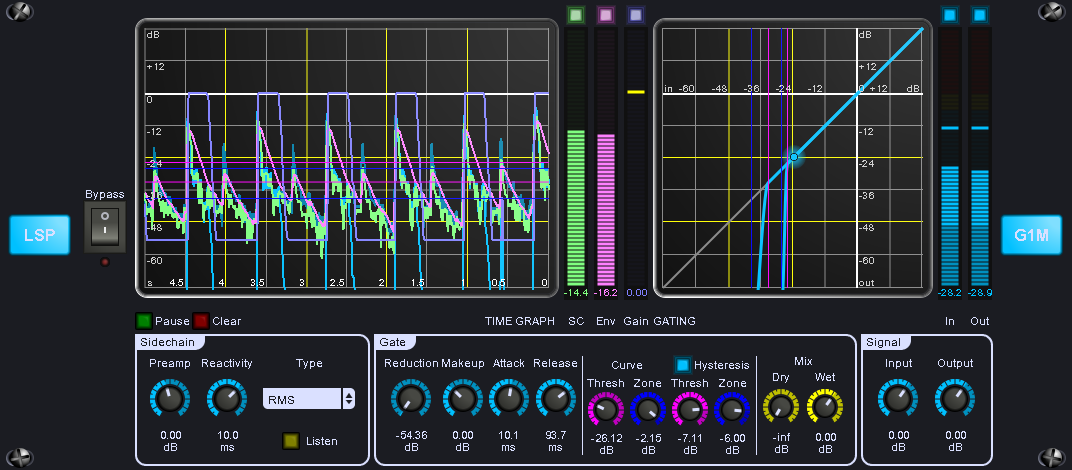 dB
+12
0
-12
-24
-48
-60
s 4.5 4 3.5 3 2.5 2 1.5 1 0.5 0
-14.4 -16.2 0.00
dB
+12
in -60 -48 -36 -24 -12 0 +12 dB
-12
-24
-36
-48
-60
out
-28.2 -28.9
Bypass
LSP
G1M
Pause Clear TIME GRAPH SC Env Gain GATING In Out
Sidechain
Preamp Reactivity Type
RMS
0.00 10.0
dB ms
Listen
Gate
Reduction Makeup Attack Release
-54.36 0.00 10.1 93.7
dB dB ms ms
Curve Hysteresis
Thresh Zone Thresh Zone
-26.12 -2.15 -7.11 -6.00
dB dB dB dB
Mix
Dry Wet
-inf 0.00
dB dB
Signal
Input Output
0.00 0.00
dB dB